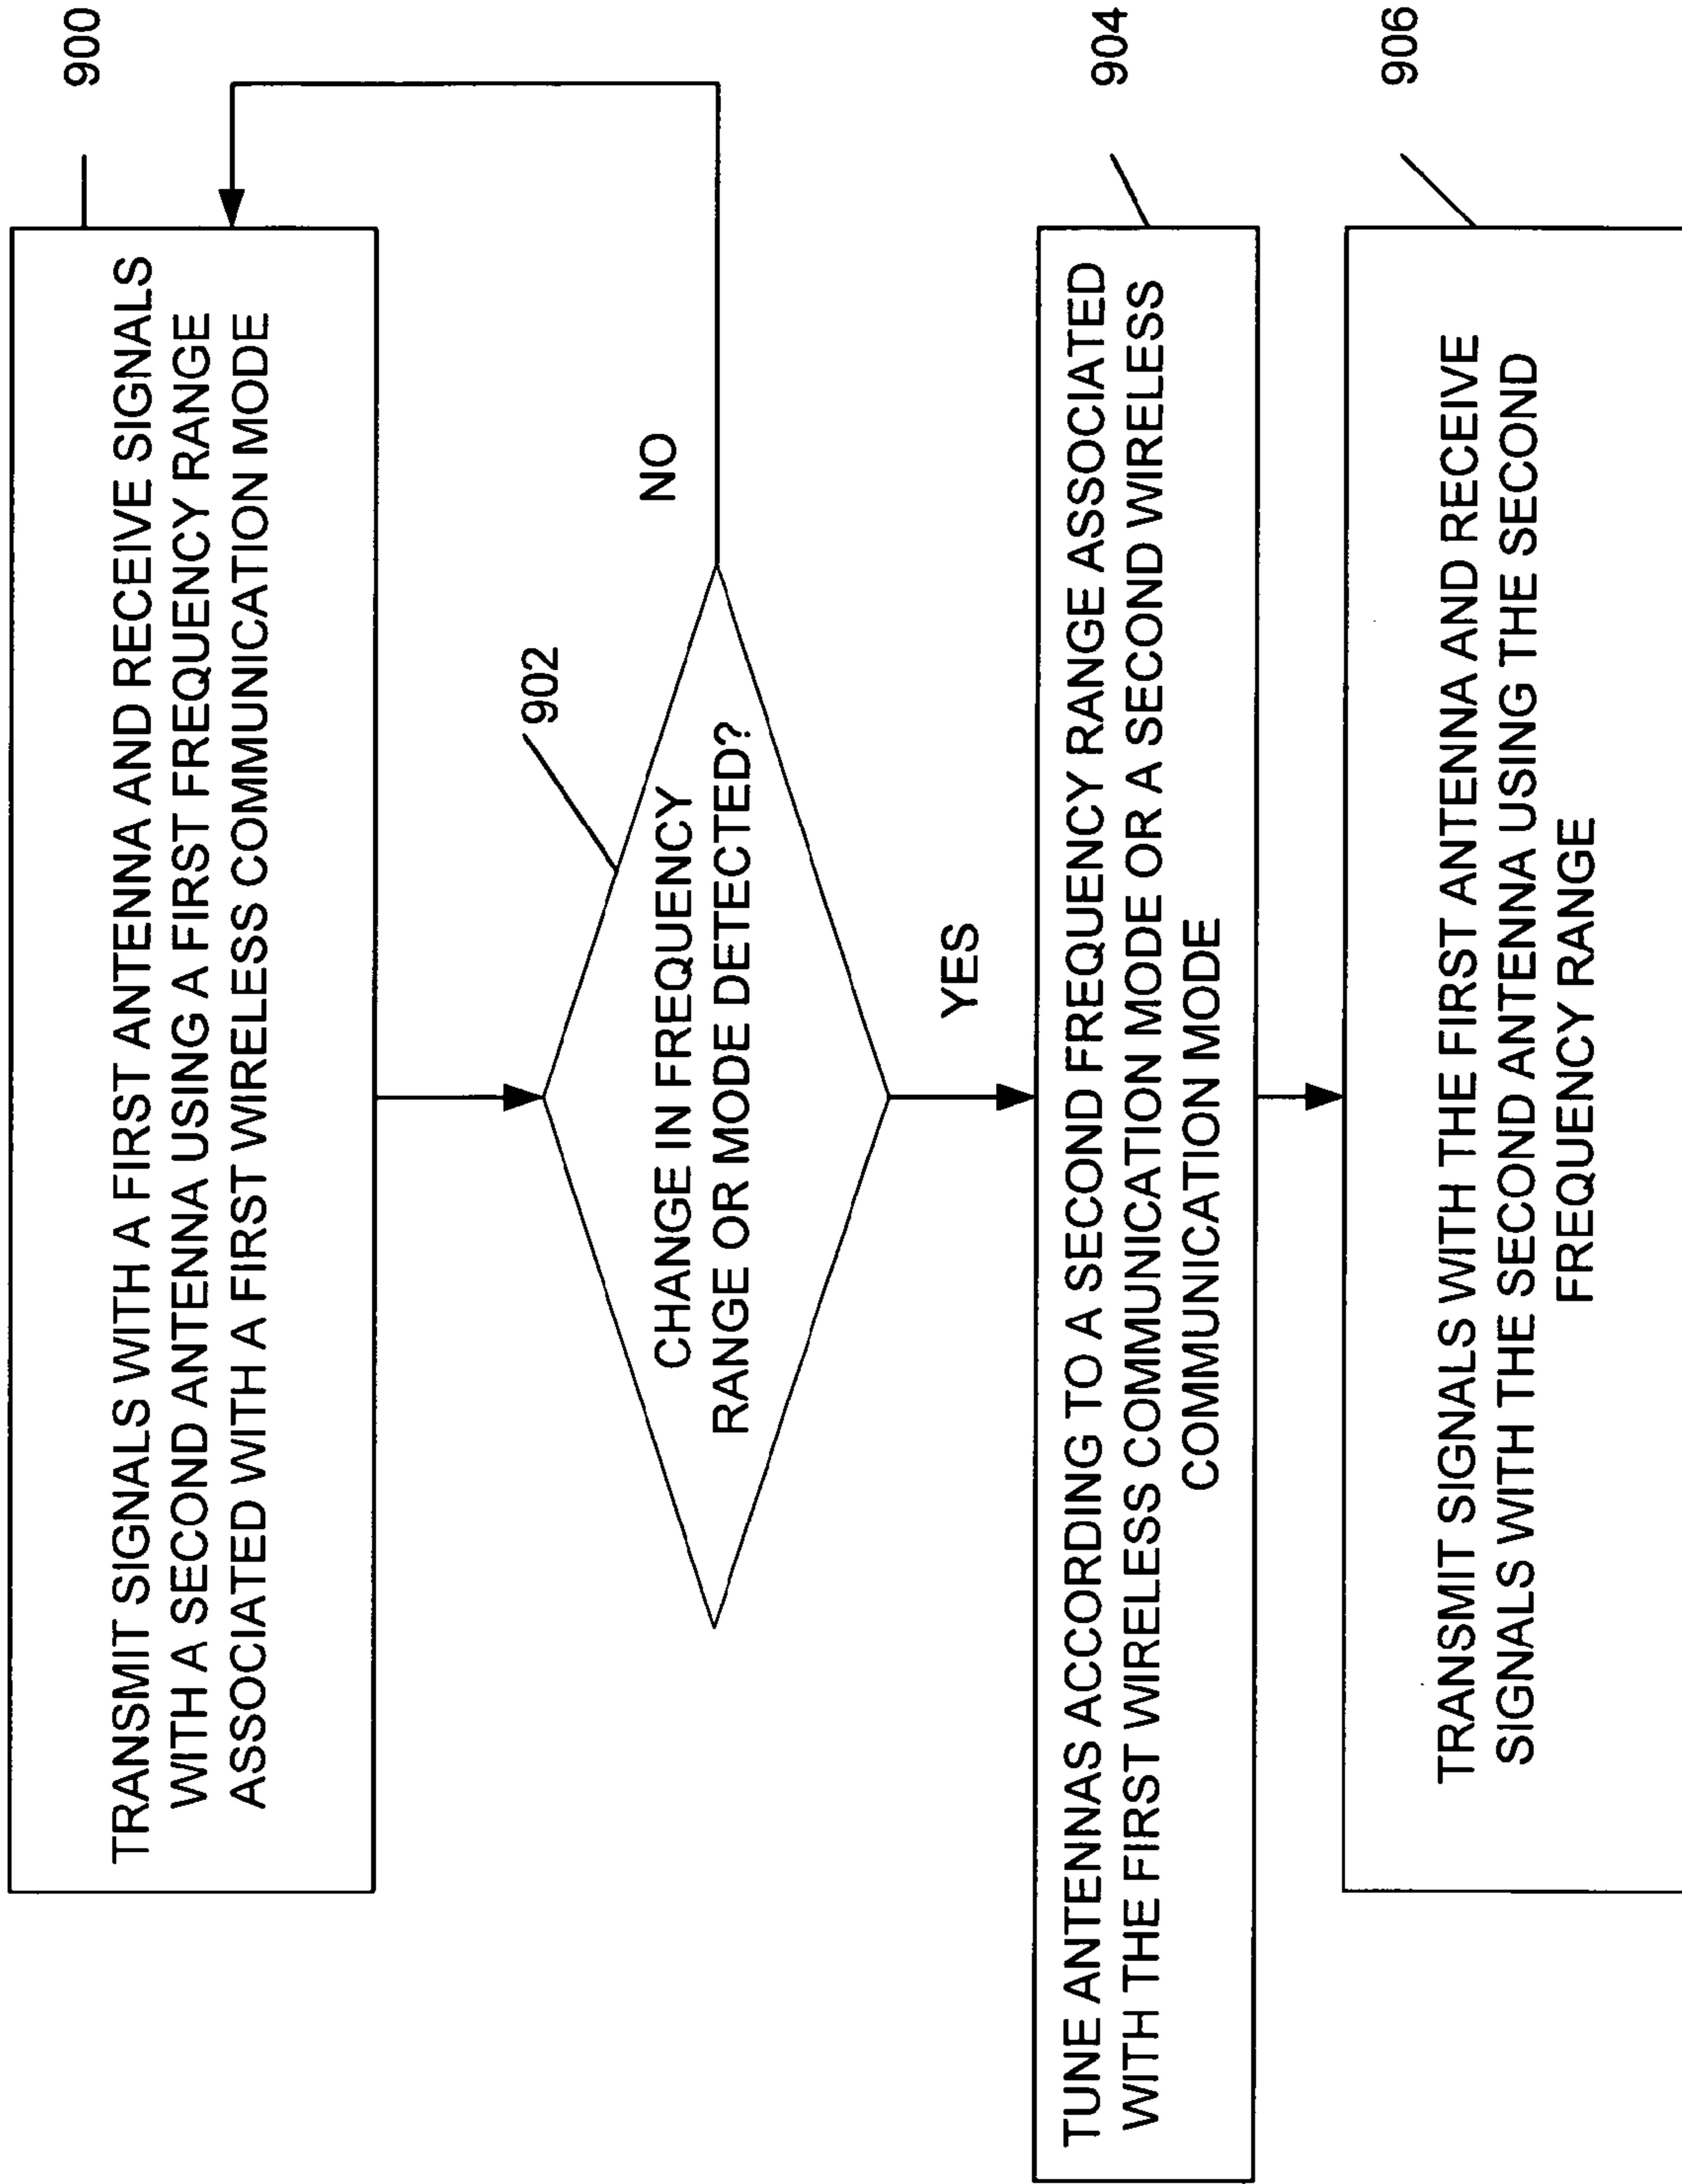 TRANSMIT SIGNALS WITH A FIRST ANTENNA AND RECEIVE SIGNALS
WITH A SECOND ANTENNA USING A FIRST FREQUENCY RANGE
ASSOCIATED WITH A FIRST WIRELESS COMMUNICATION MODE
900
CHANGE IN FREQUENCY
RANGE OR MODE DETECTED?
902
NO
YES
TUNE ANTENNAS ACCORDING TO A SECOND FREQUENCY RANGE ASSOCIATED
WITH THE FIRST WIRELESS COMMUNICATION MODE OR A SECOND WIRELESS
COMMUNICATION MODE
904
TRANSMIT SIGNALS WITH THE FIRST ANTENNA AND RECEIVE
SIGNALS WITH THE SECOND ANTENNA USING THE SECOND
FREQUENCY RANGE
906